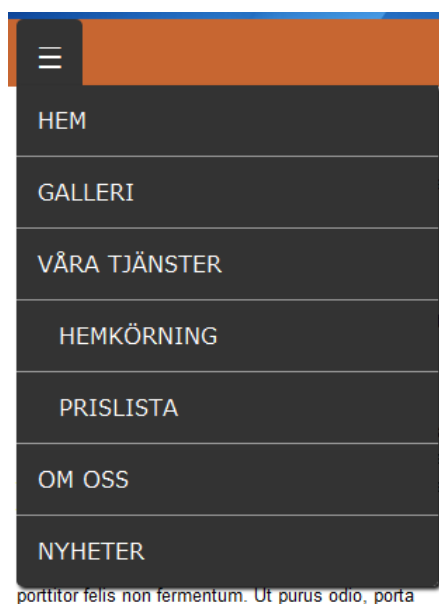 HEM
GALLERI
VÅRA TJÄNSTER
HEMKÖRNING
PRISLISTA
OM OSS
NYHETER
porttitor felis non fermentum. Ut purus odio, porta